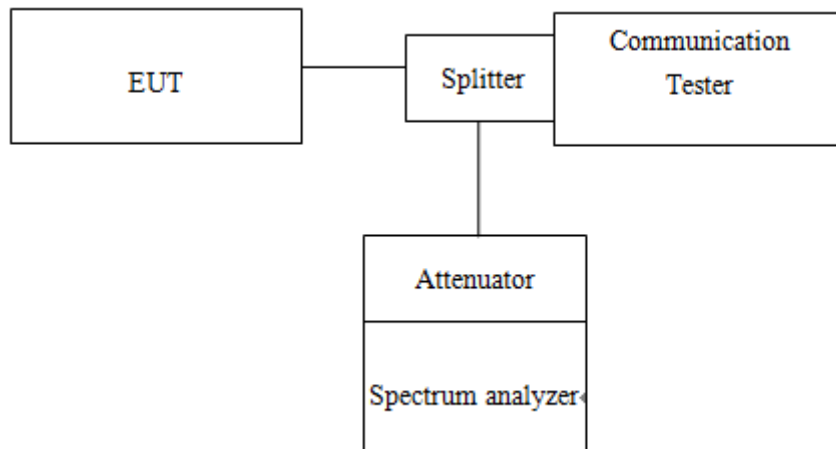 EUT
Splitter
Communication
Tester
Attenuator
Spectrum analyzer